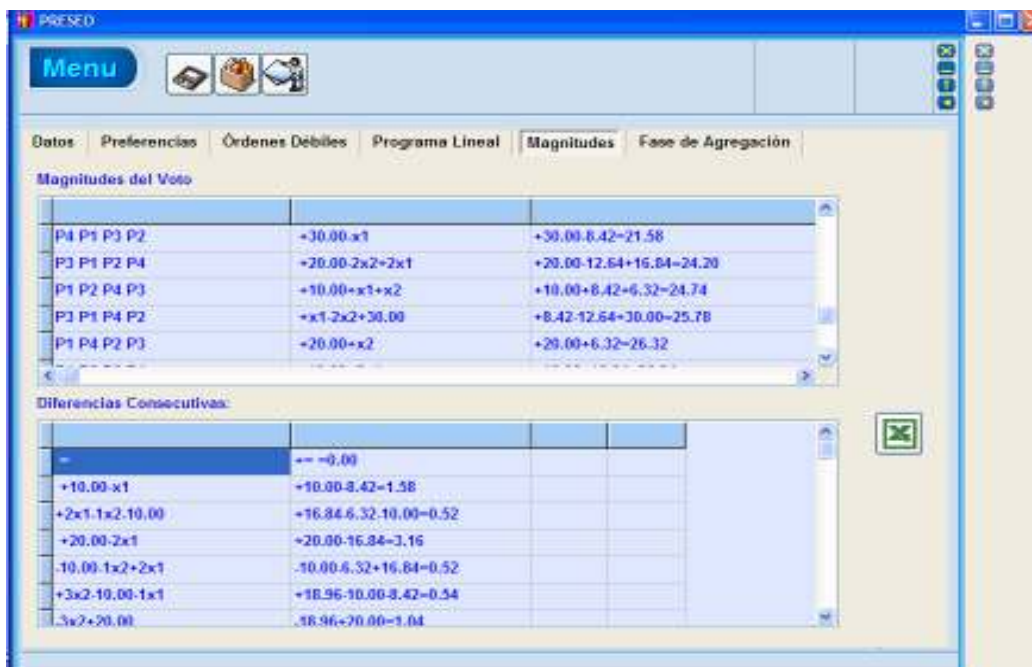 PRESEO
Menu
Datos Preferencias Órdenes Débiles Programa Lineal Magnitudes Fase de Agregación
Magnitudes del Voto
P4 P1 P3 P2 +30.00-x1 +30.00-8.42=21.58
P3 P1 P2 P4 +20.00-2x2+2x1 +20.00-12.64+16.84=24.20
P1 P2 P4 P3 +10.00+x1+x2 +10.00+8.42+6.32=24.74
P3 P1 P4 P2 +x1-2x2+30.00 +8.42-12.64+30.00=25.78
P1 P4 P2 P3 +20.00+x2 +20.00+6.32=26.32
Diferencias Consecutivas:
= += =0.00
+10.00-x1 +10.00-8.42=1.58
+2x1-1x2-10.00 +16.84-6.32-10.00=0.52
+20.00-2x1 +20.00-16.84=3.16
-10.00-1x2+2x1 -10.00-6.32+16.84=0.52
+3x2-10.00-1x1 +18.96-10.00-8.42=0.54
-3x2+20.00 -18.96+20.00=1.04